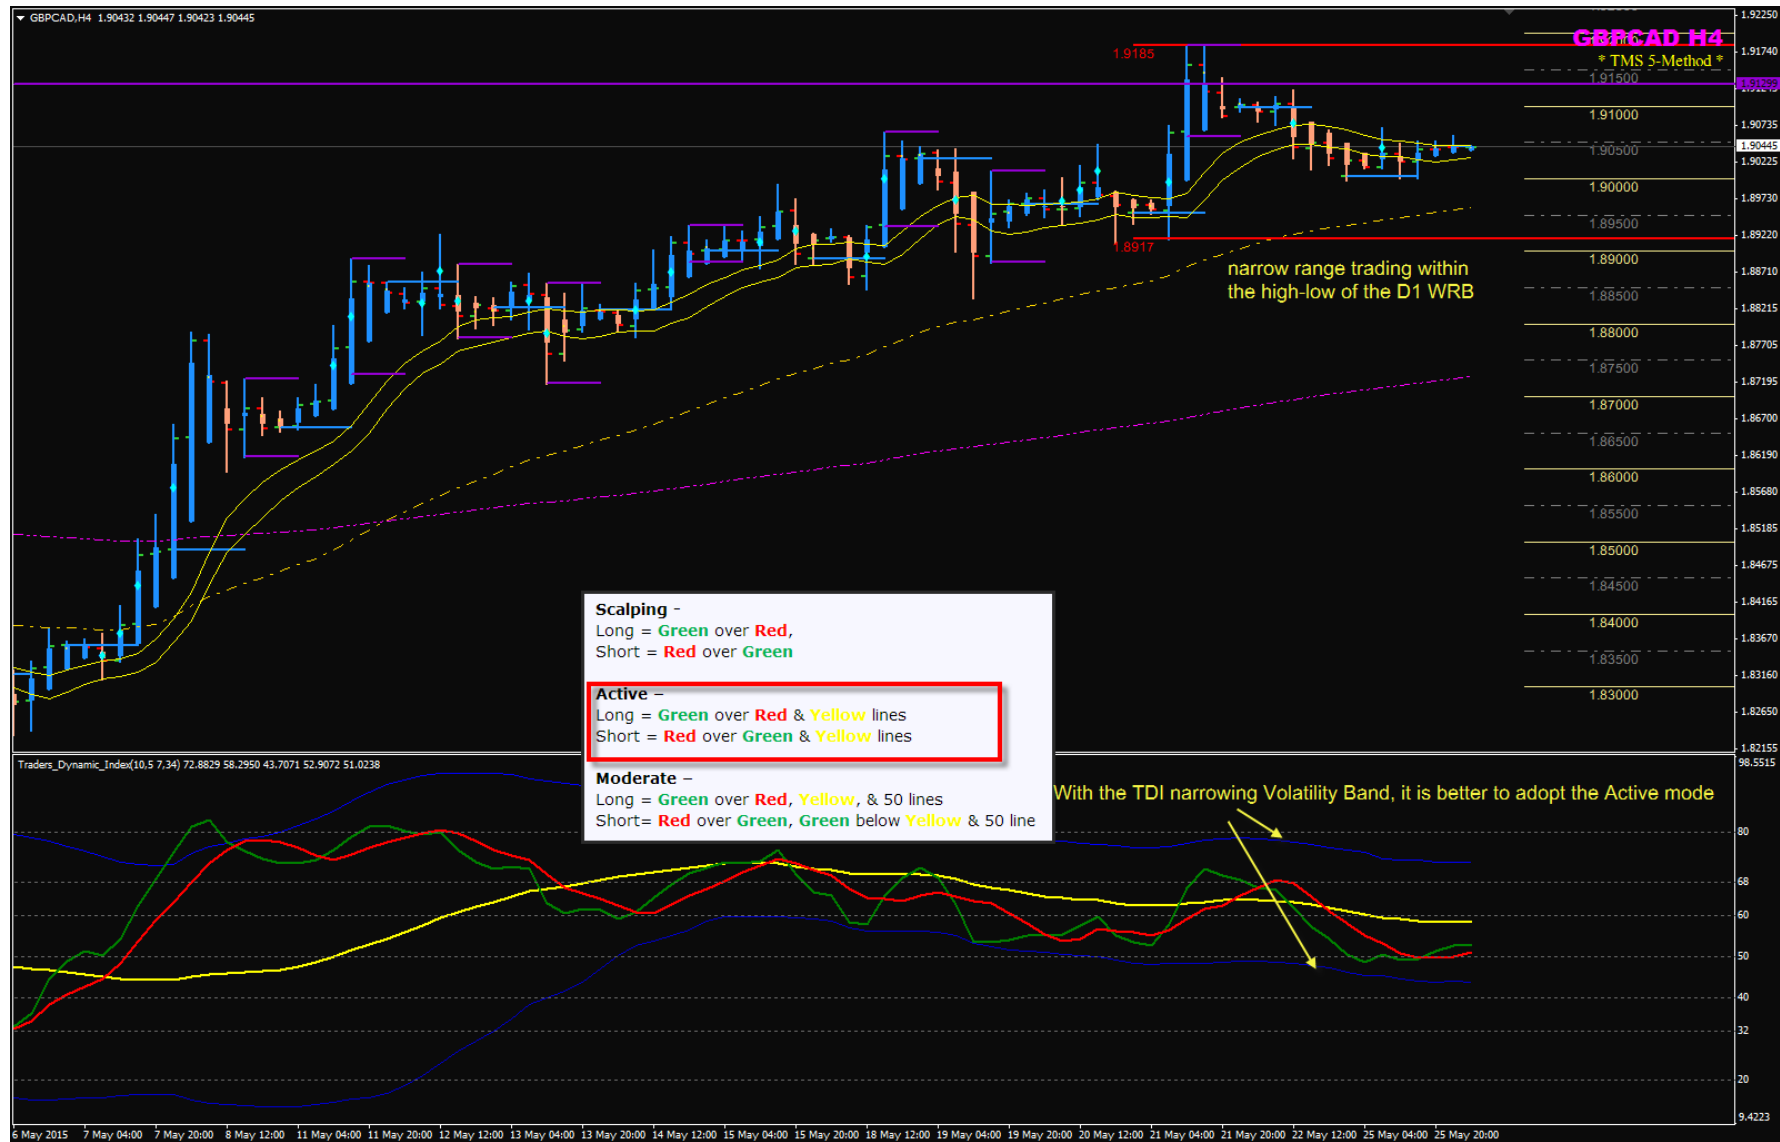 GBPCAD,H4 1.90432 1.90447 1.90423 1.90445
GBPCAD H4
* TMS 5-Method *
1.9185
1.8917
narrow range trading within
the high-low of the D1 WRB
1.91500
1.91000
1.90500
1.90000
1.89500
1.89000
1.88500
1.88000
1.87500
1.87000
1.86500
1.86000
1.85500
1.85000
1.84500
1.84000
1.83500
1.83000
1.92250
1.91740
1.90735
1.90445
1.90225
1.89730
1.89220
1.88710
1.88215
1.87705
1.87195
1.86700
1.86190
1.85680
1.85185
1.84675
1.84165
1.83670
1.83160
1.82650
1.82155
Scalping -
Long = Green over Red,
Short = Red over Green
Active –
Long = Green over Red & Yellow lines
Short = Red over Green & Yellow lines
Moderate –
Long = Green over Red, Yellow, & 50 lines
Short= Red over Green, Green below Yellow & 50 line
Traders_Dynamic_Index(10,5 7,34) 72.8829 58.2950 43.7071 52.9072 51.0238
With the TDI narrowing Volatility Band, it is better to adopt the Active mode
98.5515
80
68
60
50
40
32
20
9.4223
6 May 2015 7 May 04:00 7 May 20:00 8 May 12:00 11 May 04:00 11 May 20:00 12 May 12:00 13 May 04:00 13 May 20:00 14 May 12:00 15 May 04:00 15 May 20:00 18 May 12:00 19 May 04:00 19 May 20:00 20 May 12:00 21 May 04:00 21 May 20:00 22 May 12:00 25 May 04:00 25 May 20:00